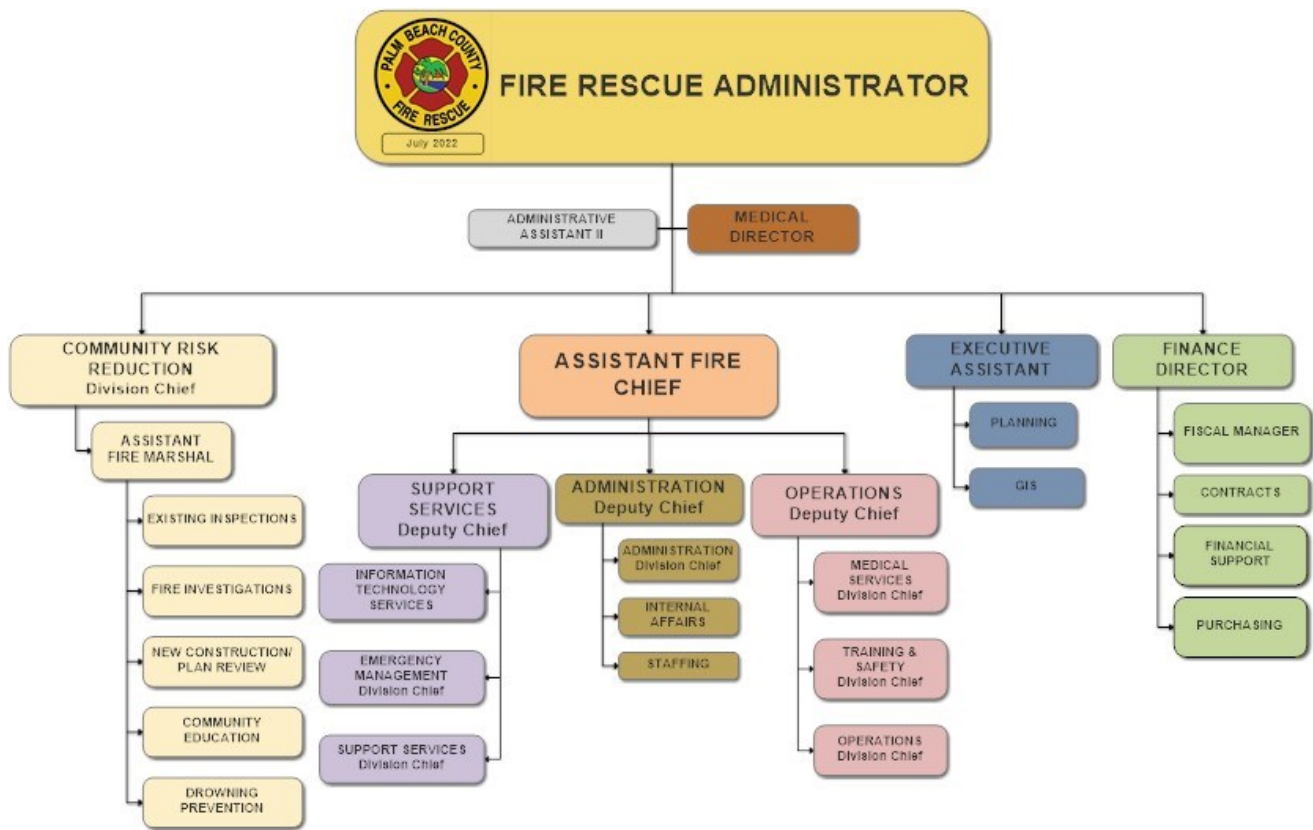 PALM BEACH COUNTY
FIRE RESCUE
July 2022
FIRE RESCUE ADMINISTRATOR
ADMINISTRATIVE
ASSISTANT II
MEDICAL
DIRECTOR
COMMUNITY RISK
REDUCTION
Division Chief
ASSISTANT
FIRE MARSHAL
EXISTING INSPECTIONS
FIRE INVESTIGATIONS
NEW CONSTRUCTION/
PLAN REVIEW
COMMUNITY
EDUCATION
DROWNING
PREVENTION
ASSISTANT FIRE
CHIEF
SUPPORT
SERVICES
Deputy Chief
INFORMATION
TECHNOLOGY
SERVICES
EMERGENCY
MANAGEMENT
Division Chief
SUPPORT SERVICES
Division Chief
ADMINISTRATION
Deputy Chief
ADMINISTRATION
Division Chief
INTERNAL
AFFAIRS
STAFFING
OPERATIONS
Deputy Chief
MEDICAL
SERVICES
Division Chief
TRAINING &
SAFETY
Division Chief
OPERATIONS
Division Chief
EXECUTIVE
ASSISTANT
PLANNING
GIS
FINANCE
DIRECTOR
FISCAL MANAGER
CONTRACTS
FINANCIAL
SUPPORT
PURCHASING